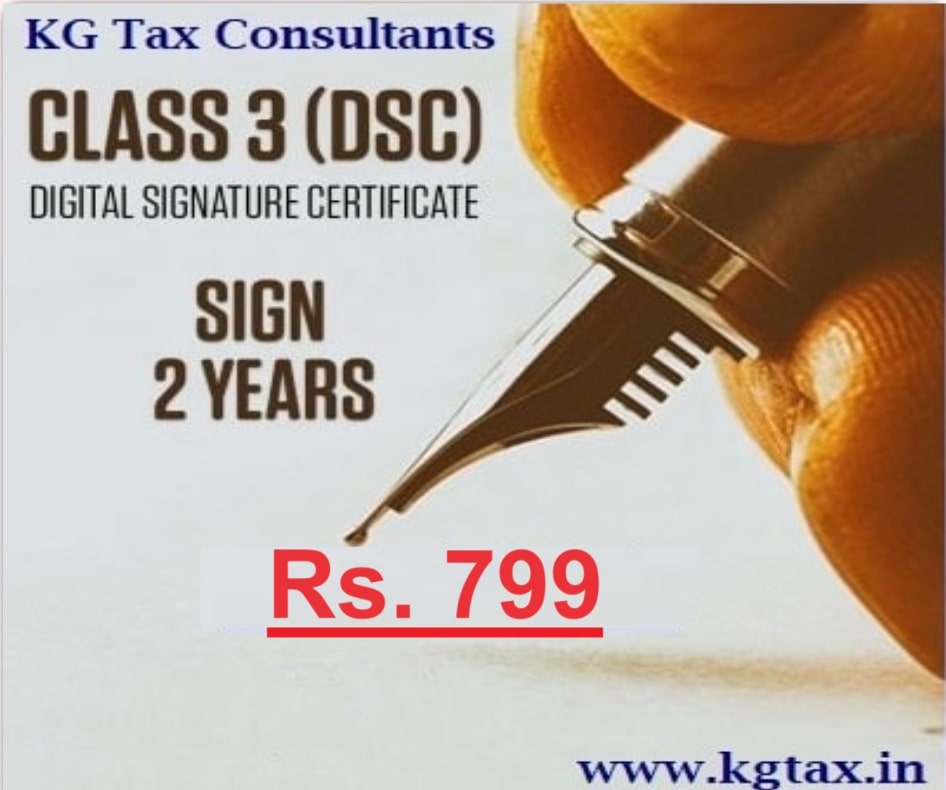 KG Tax Consultants
CLASS 3 (DSC)
DIGITAL SIGNATURE CERTIFICATE
SIGN
2 YEARS
Rs. 799
www.kgtax.in